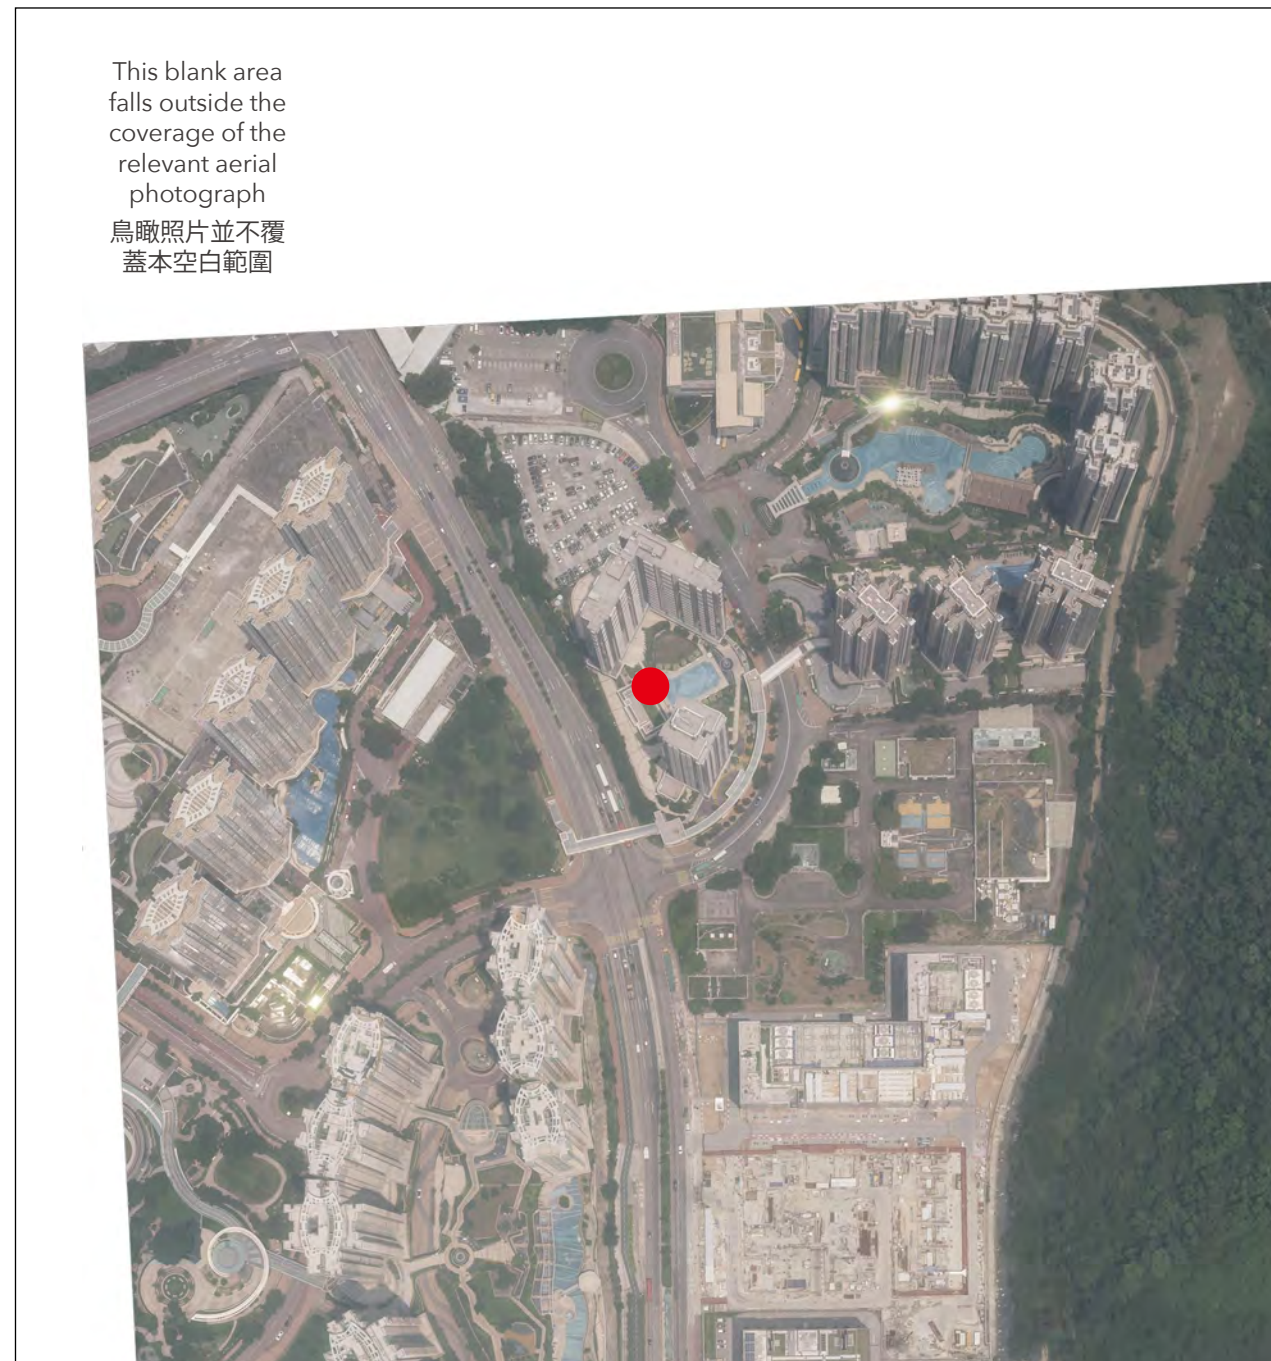 This blank area
falls outside the
coverage of the
relevant aerial
photograph
鳥瞰照片並不覆
蓋本空白範圍